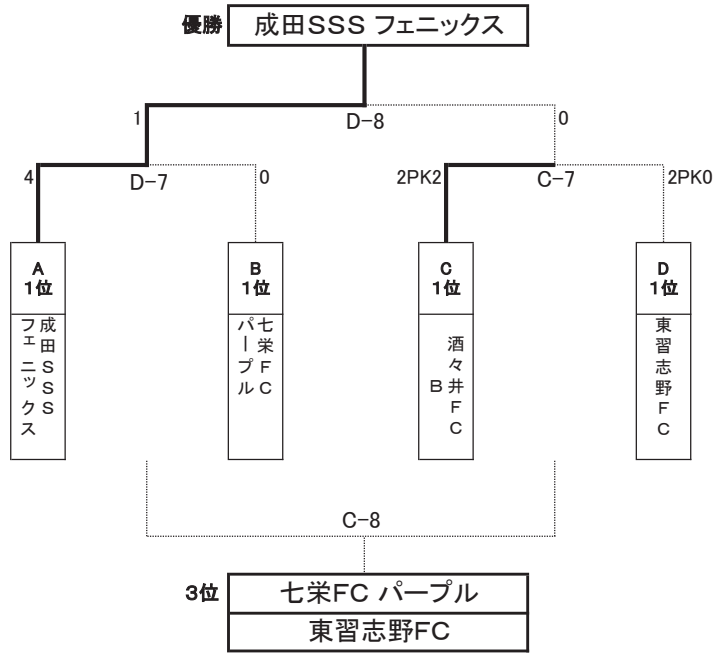 優勝 成田SSS フェニックス
1 D-8 0
4 D-7 0 2PK2 C-7 2PK0
A
1位
B
1位
C
1位
D
1位
成田SSS
フェニックス
七栄FC
パープル
酒々井FC
B
東習志野FC
C-8
3位 七栄FC パープル
東習志野FC